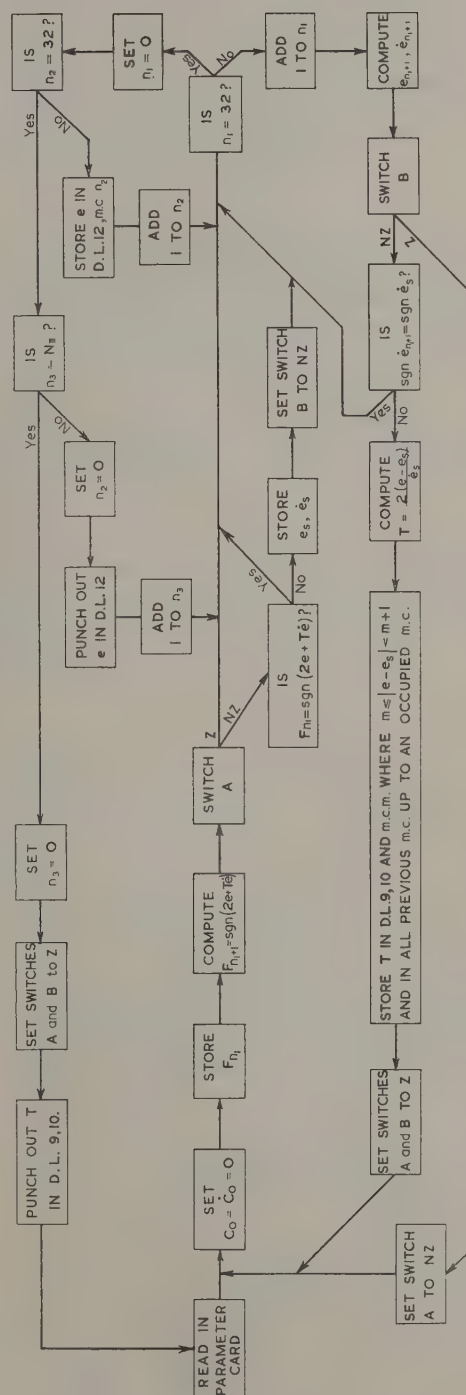 READ IN
PARAMETER
CARD
SET
C₀ = Ċ₀ = 0
STORE
Fn₁
COMPUTE
Fn₁+1=sgn(2e+Tė)
SWITCH
A
Z
NZ
IS
Fn₁=sgn(2e+Tė)?
Yes
No
STORE
eₛ, ėₛ
SET SWITCH
B TO NZ
IS
n₁ = 32 ?
Yes
No
SET
n₁ = 0
IS
n₂ = 32 ?
Yes
No
STORE e IN
D.L.12, m.c n₂
ADD
1 TO n₂
IS
Yes
No
SET
n₂ = 0
PUNCH OUT
e IN D.L.12
ADD
1 TO n₃
SET
n₃ = 0
SET SWITCHES
A and B to Z
PUNCH OUT T
IN D.L. 9,10.
ADD
1 TO n₁
COMPUTE
en₁+1, ėn₁+1
SWITCH
B
NZ
Z
IS
sgn ėn₁+1=sgn ėₛ?
Yes
No
COMPUTE
T = 2(e - eₛ)/ėₛ
STORE T IN D.L.9,10 AND m.c.m. WHERE m≤|e-eₛ|<m+1
AND IN ALL PREVIOUS m.c. UP TO AN OCCUPIED m.c.
SET SWITCHES
A and B TO Z
SET SWITCH
A TO NZ